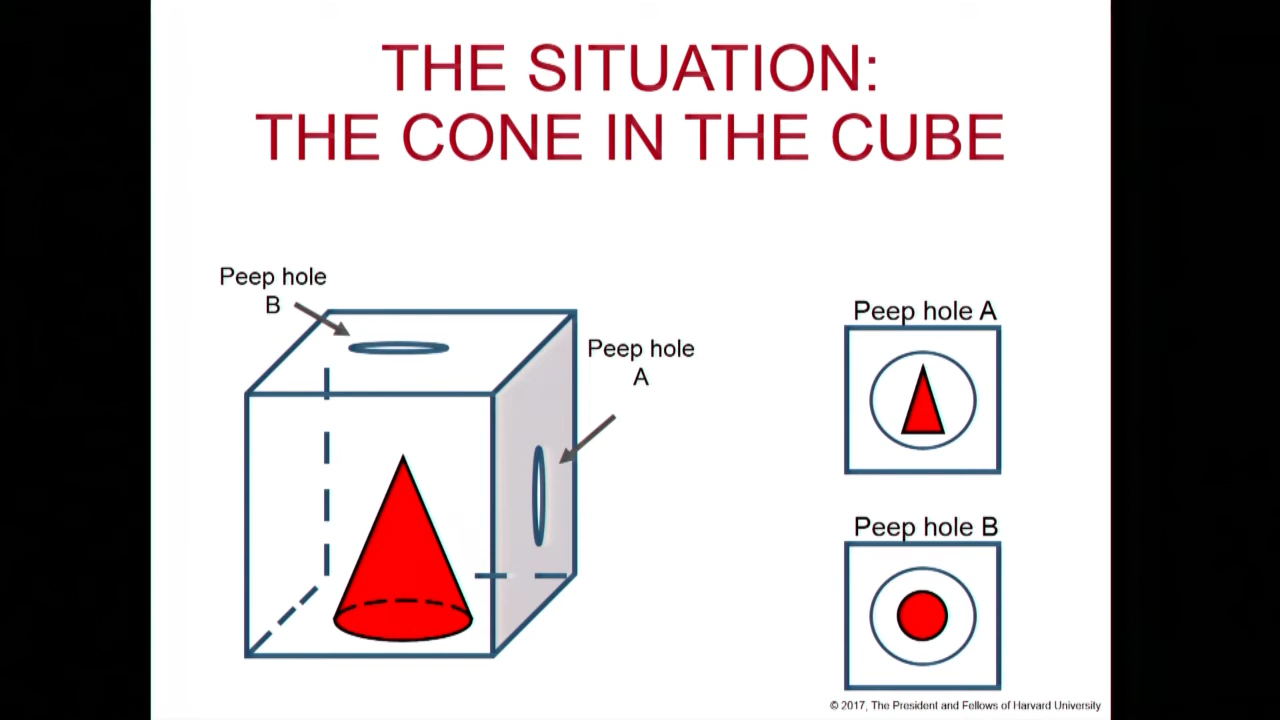 THE SITUATION:
THE CONE IN THE CUBE
Peep hole
B
Peep hole
A
Peep hole A
Peep hole B
© 2017, The President and Fellows of Harvard University